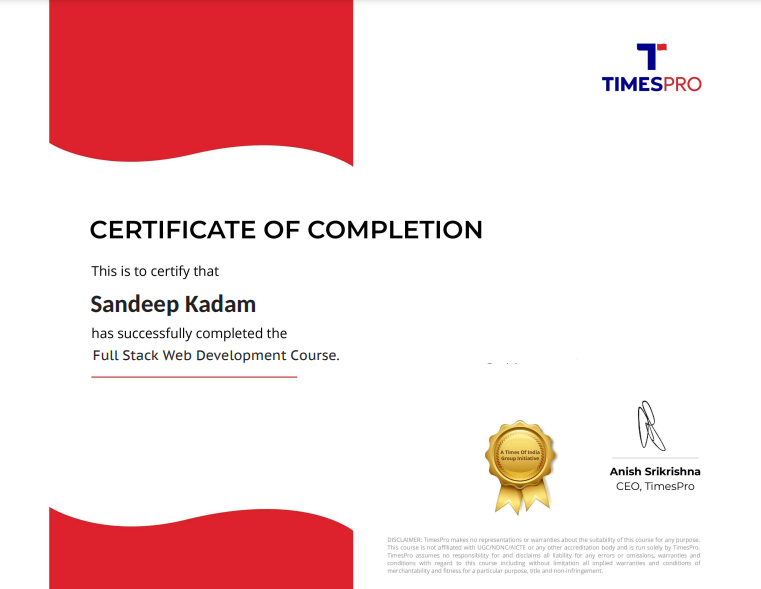 TIMESPRO
CERTIFICATE OF COMPLETION
This is to certify that
Sandeep Kadam
has successfully completed the
Full Stack Web Development Course.
A Times Of India
Group Initiative
Anish Srikrishna
CEO, TimesPro
DISCLAIMER: TimesPro makes no representations or warranties about the suitability of this course for any purpose.
This course is not affiliated with UGC/NDNC/AICTE or any other accreditation body and is run solely by TimesPro.
TimesPro assumes no responsibility for and disclaims all liability for any errors or omissions, warranties and
conditions with regard to this course including without limitation all implied warranties and conditions of
merchantability and fitness for a particular purpose, title and non-infringement.